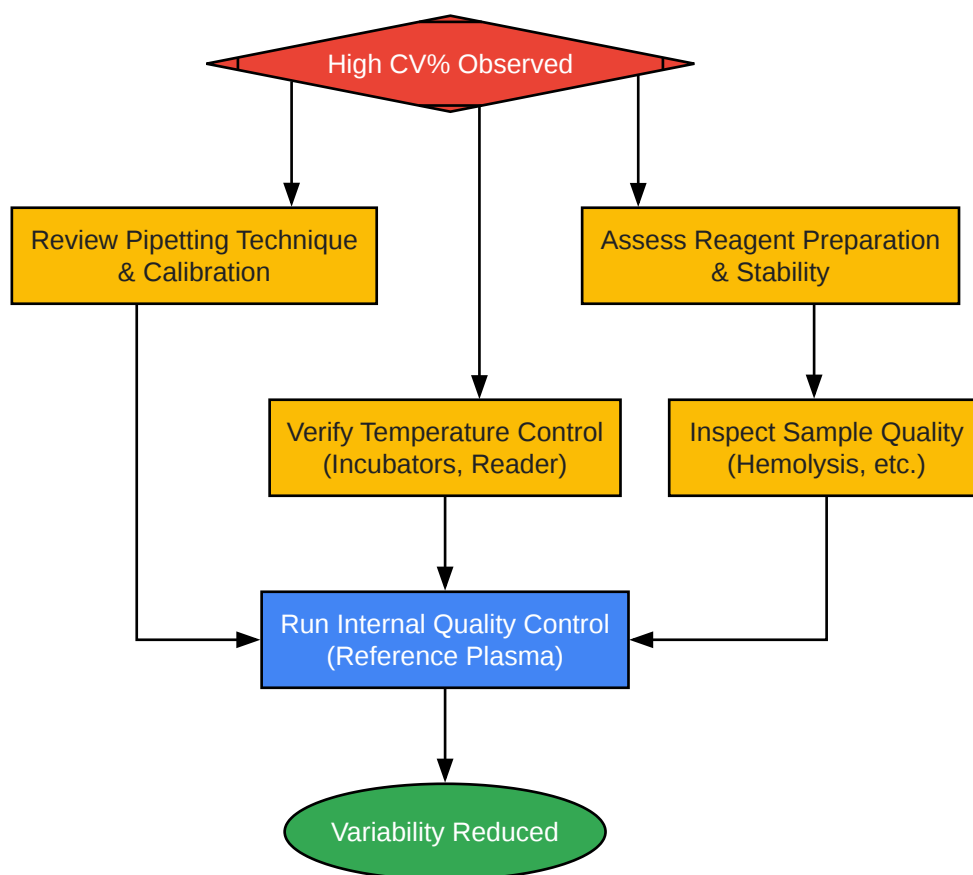 High CV% Observed
Review Pipetting Technique
& Calibration
Assess Reagent Preparation
& Stability
Verify Temperature Control
(Incubators, Reader)
Inspect Sample Quality
(Hemolysis, etc.)
Run Internal Quality Control
(Reference Plasma)
Variability Reduced